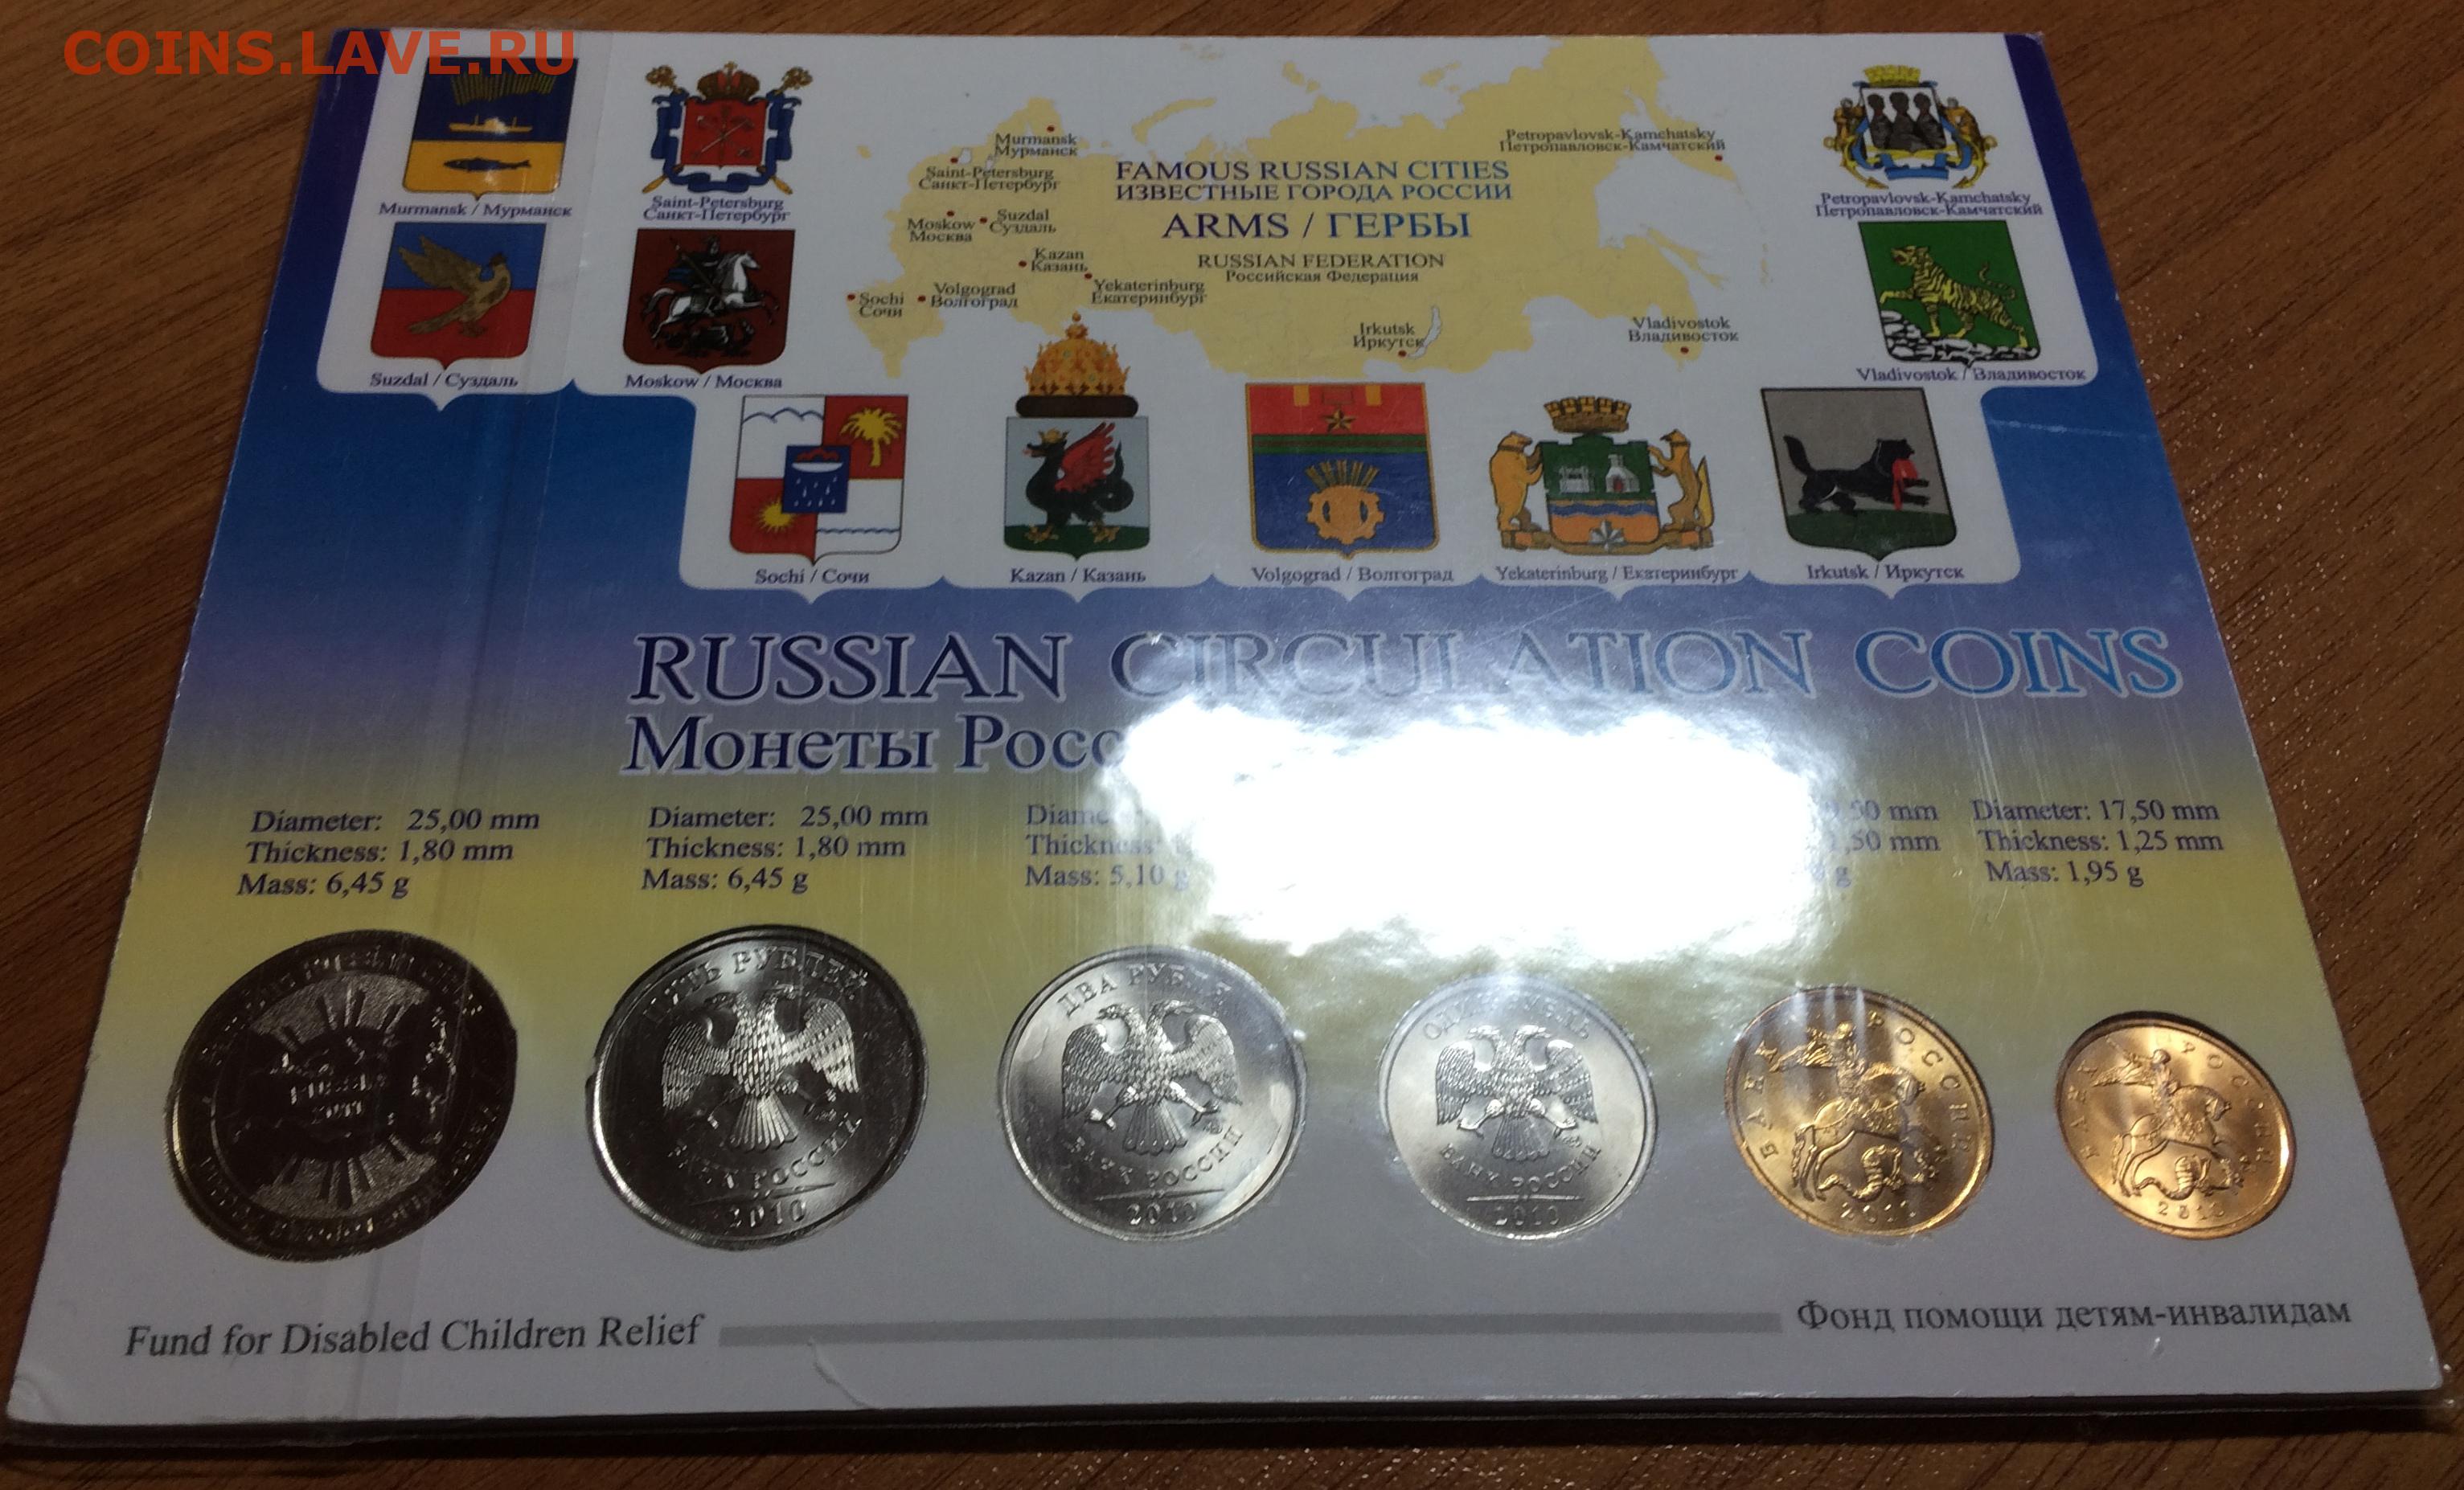 COINS.LAVE.RU
Murmansk / Мурманск
Saint-Petersburg
Санкт-Петербург
Murmansk
Мурманск
Saint-Petersburg
Санкт-Петербург
Moskow
Москва
Suzdal
Суздаль
Kazan
Казань
Yekaterinburg
Екатеринбург
Volgograd
Волгоград
Sochi
Сочи
FAMOUS RUSSIAN CITIES
ИЗВЕСТНЫЕ ГОРОДА РОССИИ
ARMS / ГЕРБЫ
RUSSIAN FEDERATION
Российская Федерация
Petropavlovsk-Kamchatsky
Петропавловск-Камчатский
Irkutsk
Иркутск
Vladivostok
Владивосток
Petropavlovsk-Kamchatsky
Петропавловск-Камчатский
Suzdal / Суздаль
Moskow / Москва
Vladivostok / Владивосток
Sochi / Сочи
Kazan / Казань
Volgograd / Волгоград
Yekaterinburg / Екатеринбург
Irkutsk / Иркутск
RUSSIAN CIRCULATION COINS
Монеты
Diameter: 25,00 mm
Thickness: 1,80 mm
Mass: 6,45 g
Diameter: 25,00 mm
Thickness: 1,80 mm
Mass: 6,45 g
Mass: 5,10 g
mm
mm
g
Diameter: 17,50 mm
Thickness: 1,25 mm
Mass: 1,95 g
ПЯТЬ РУБЛЕЙ
БАНК РОССИИ
2010
ДВА РУБЛЯ
БАНК РОССИИ
2010
БАНК РОССИИ
2010
БАНК РОССИИ
БАНК РОССИИ
Fund for Disabled Children Relief
Фонд помощи детям-инвалидам